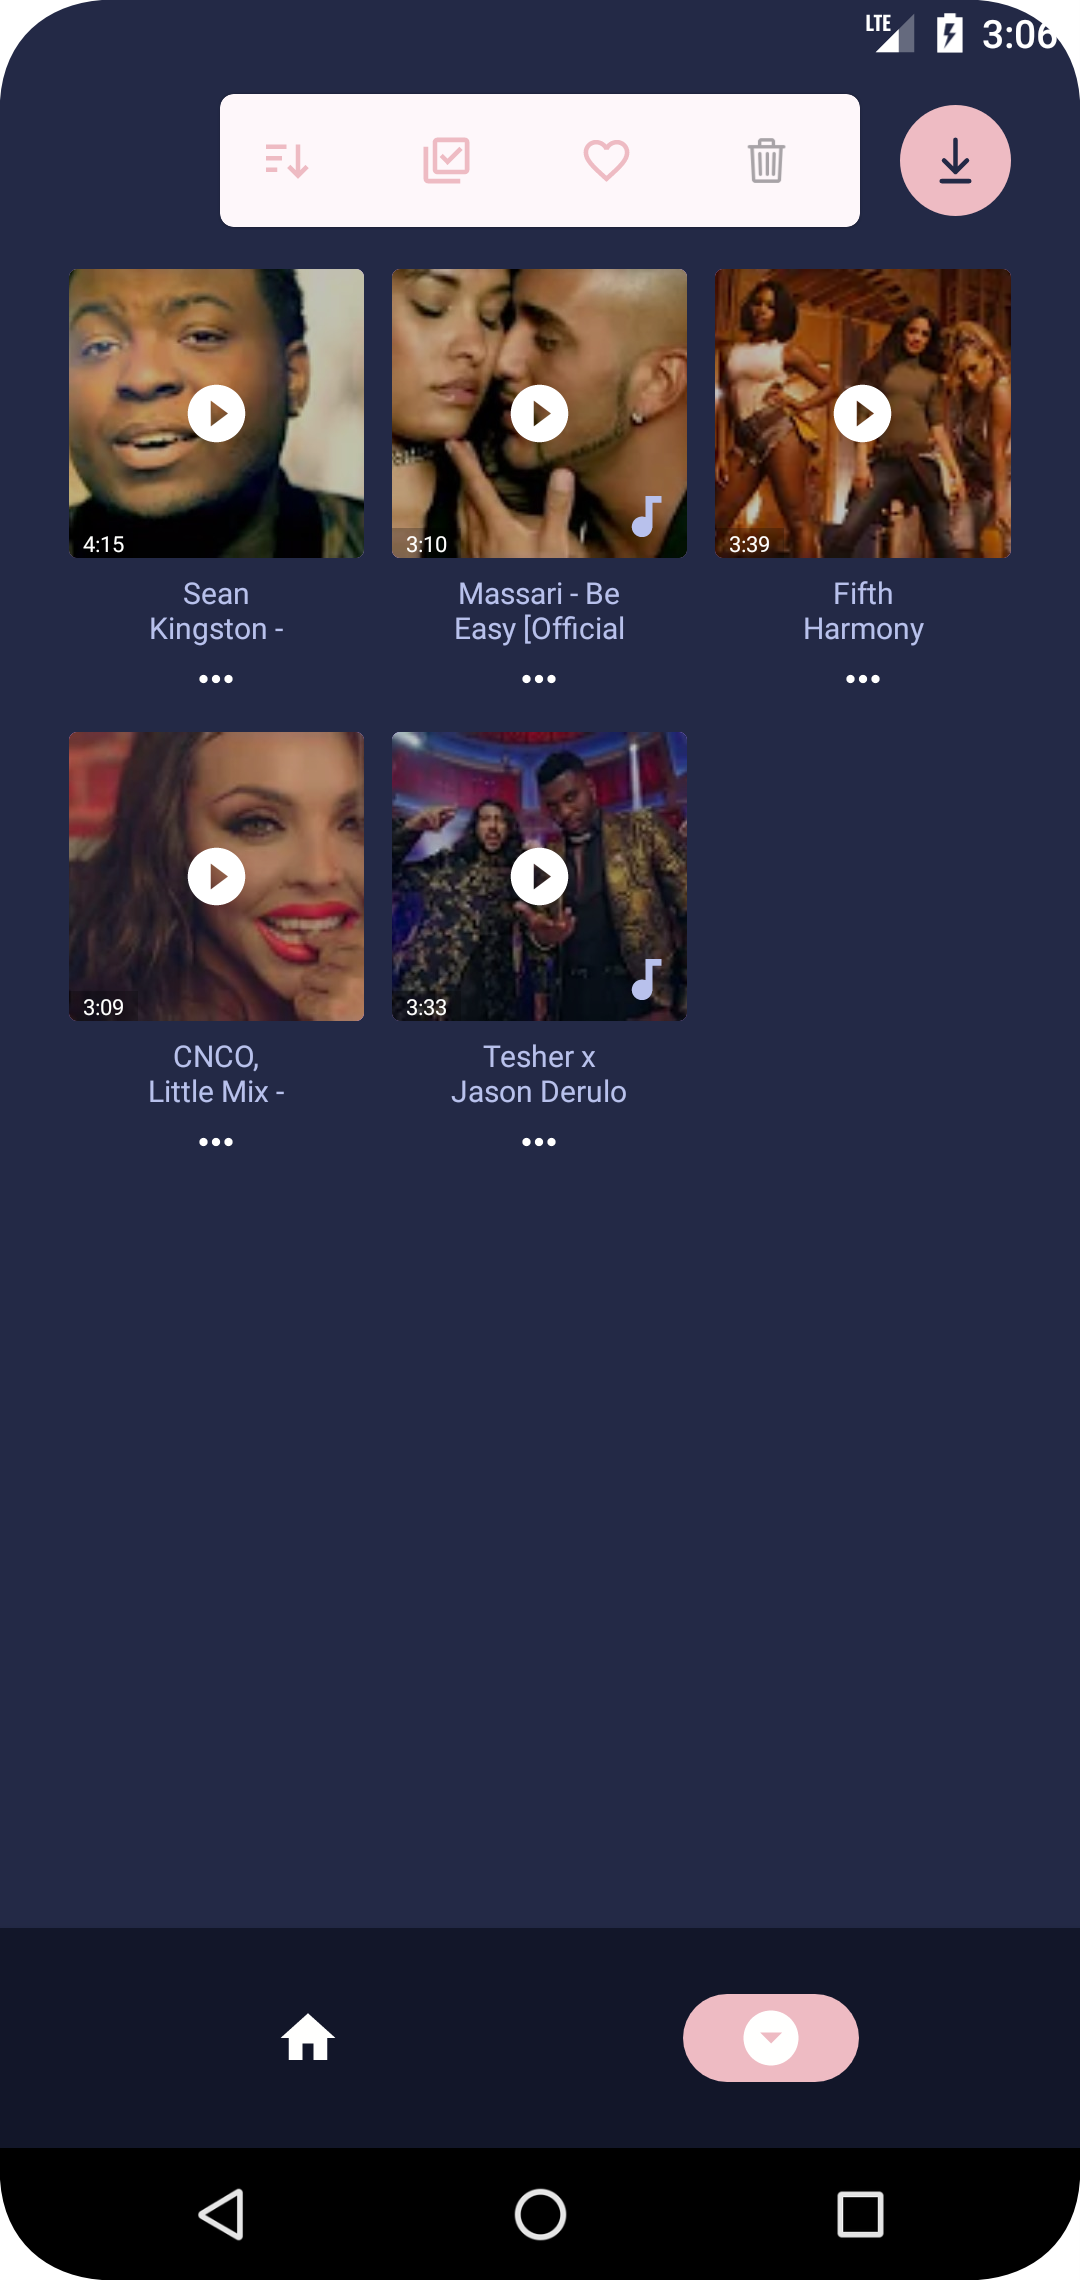 LTE
3:06
4:15
3:10
3:39
Sean
Kingston -
Massari - Be
Easy [Official
Fifth
Harmony
3:09
3:33
CNCO,
Little Mix -
Tesher x
Jason Derulo